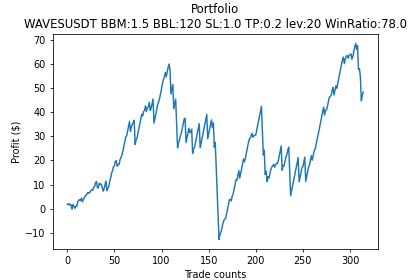 Portfolio
WAVESUSDT BBM:1.5 BBL:120 SL:1.0 TP:0.2 lev:20 WinRatio:78.0
70
60
50
40
30
20
10
0
−10
Profit ($)
0 50 100 150 200 250 300
Trade counts